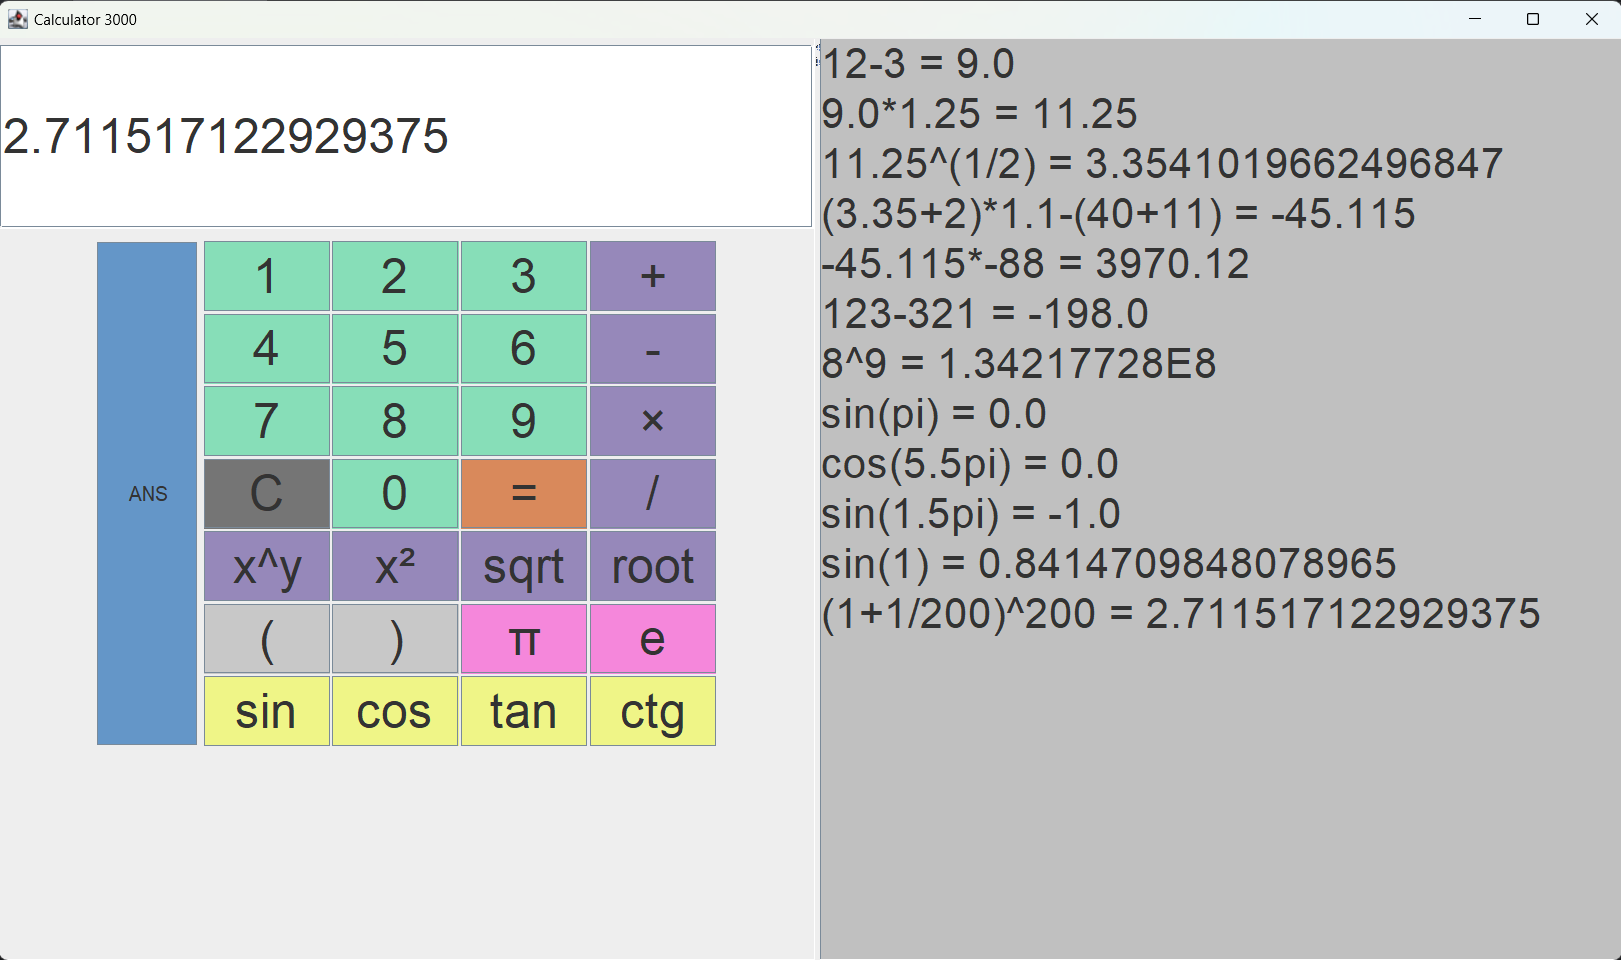 Calculator 3000
2.711517122929375
ANS
1 2 3 +
4 5 6 -
7 8 9 ×
C 0 = /
x^y x² sqrt root
( ) π e
sin cos tan ctg
12-3 = 9.0
9.0*1.25 = 11.25
11.25^(1/2) = 3.3541019662496847
(3.35+2)*1.1-(40+11) = -45.115
-45.115*-88 = 3970.12
123-321 = -198.0
8^9 = 1.34217728E8
sin(pi) = 0.0
cos(5.5pi) = 0.0
sin(1.5pi) = -1.0
sin(1) = 0.8414709848078965
(1+1/200)^200 = 2.711517122929375